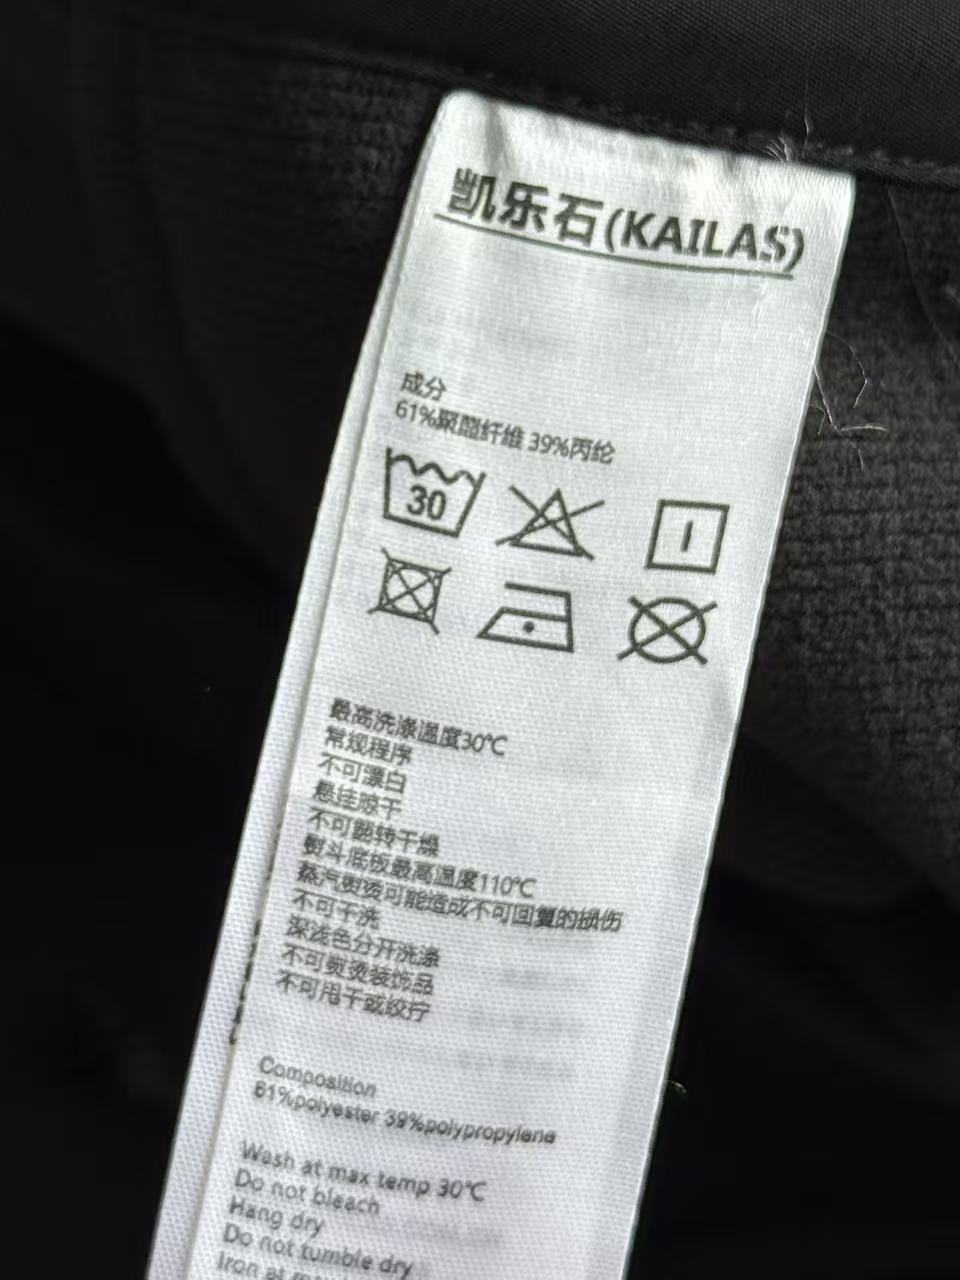 凯乐石(KAILAS)
成分
61%聚酯纤维 39%丙纶
30
最高洗涤温度30℃
常规程序
不可漂白
悬挂晾干
不可翻转干燥
熨斗底板最高温度110℃
蒸汽熨烫可能造成不可回复的损伤
不可干洗
深浅色分开洗涤
不可熨烫装饰品
不可甩干或绞拧
Composition
61%polyester 39%polypropylene
Wash at max temp 30℃
Do not bleach
Hang dry
Do not tumble dry
Iron at